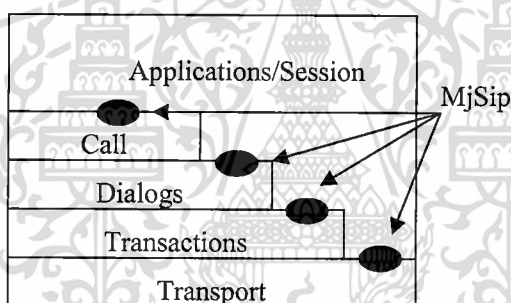 Applications/Session
MjSip
Call
Dialogs
Transactions
Transport